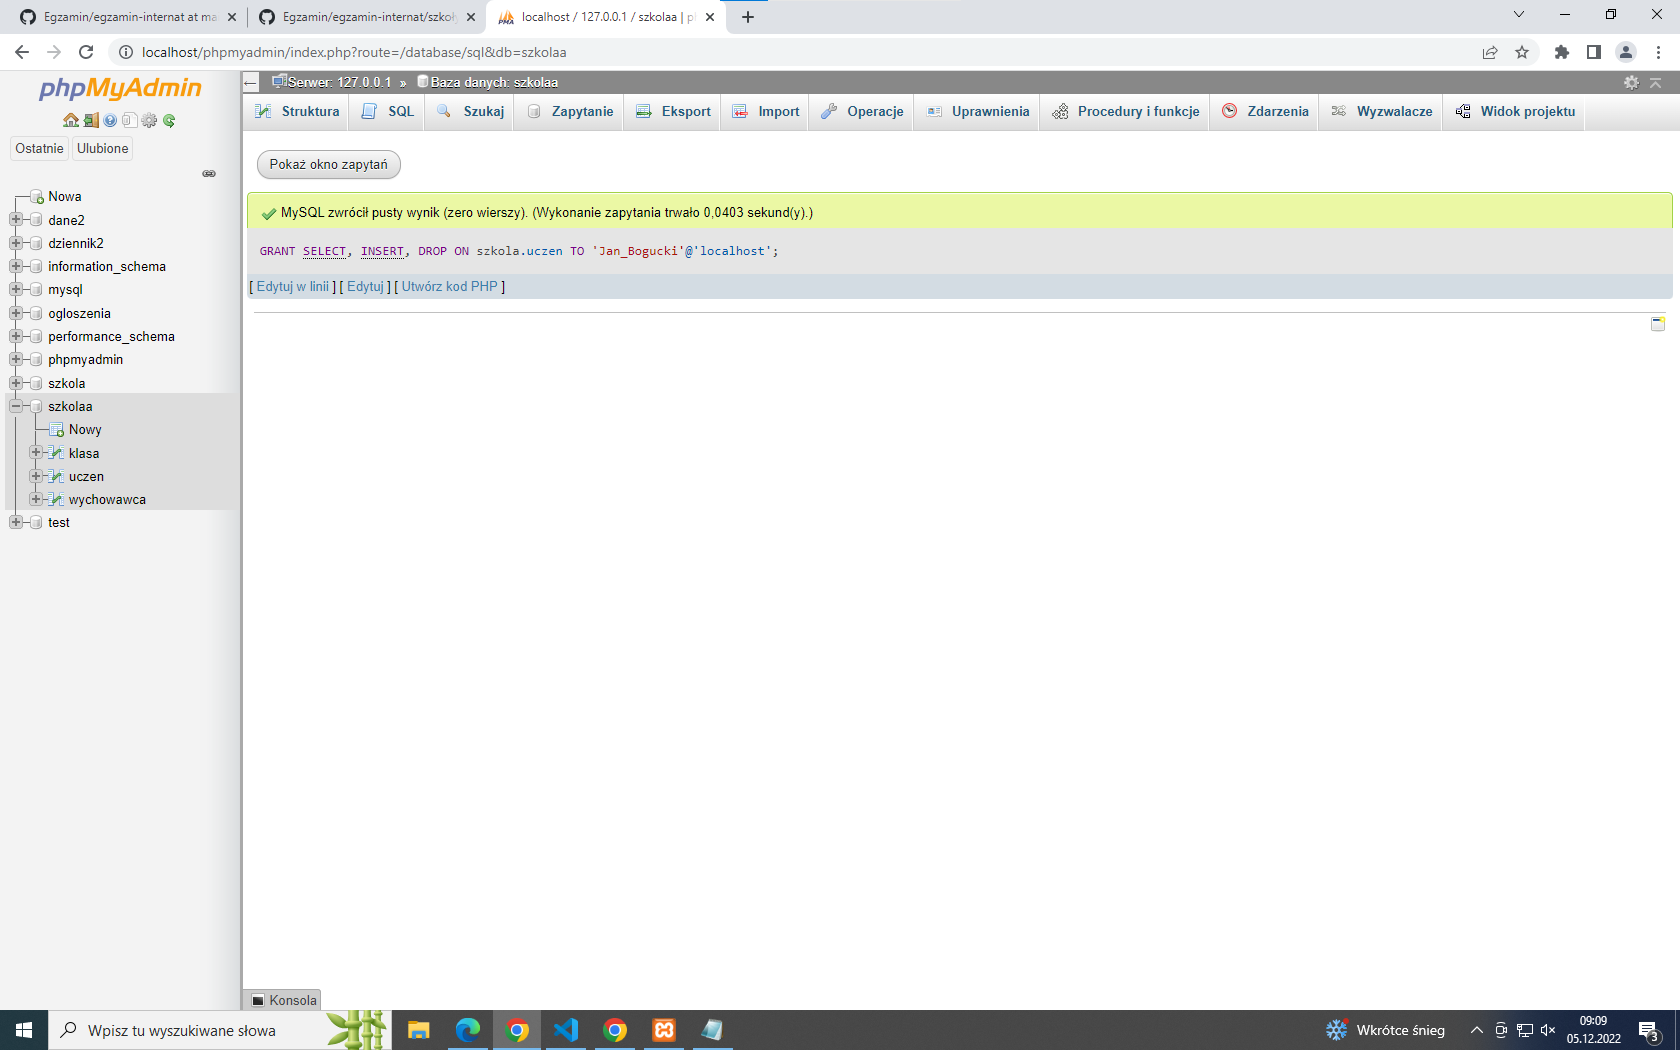 Egzamin/egzamin-internat at ma
Egzamin/egzamin-internat/szkoły
localhost / 127.0.0.1 / szkolaa | pl
localhost/phpmyadmin/index.php?route=/database/sql&db=szkolaa
phpMyAdmin
Ostatnie
Ulubione
Nowa
dane2
dziennik2
information_schema
mysql
ogloszenia
performance_schema
phpmyadmin
szkola
szkolaa
Nowy
klasa
uczen
wychowawca
test
Serwer: 127.0.0.1 » Baza danych: szkolaa
Struktura
SQL
Szukaj
Zapytanie
Eksport
Import
Operacje
Uprawnienia
Procedury i funkcje
Zdarzenia
Wyzwalacze
Widok projektu
Pokaż okno zapytań
MySQL zwrócił pusty wynik (zero wierszy). (Wykonanie zapytania trwało 0,0403 sekund(y).)
GRANT SELECT, INSERT, DROP ON szkola.uczen TO 'Jan_Bogucki'@'localhost';
[ Edytuj w linii ] [ Edytuj ] [ Utwórz kod PHP ]
Konsola
Wpisz tu wyszukiwane słowa
Wkrótce śnieg
09:09
05.12.2022
3